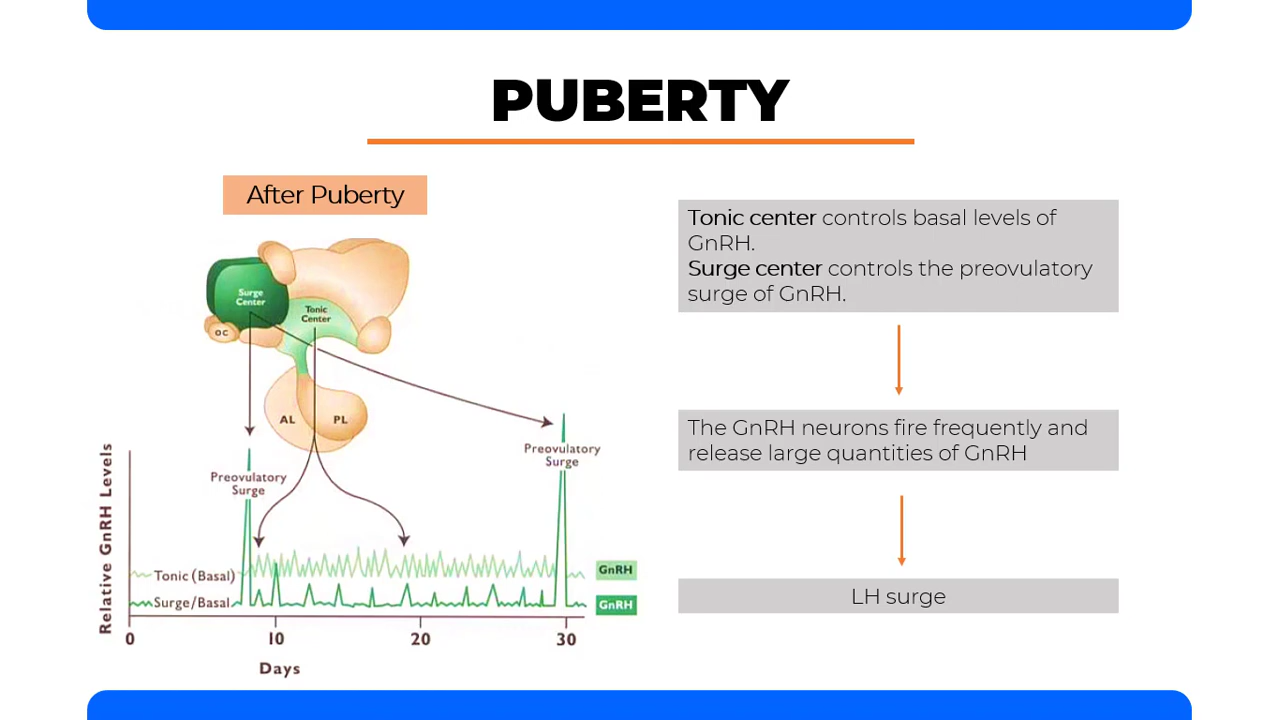 PUBERTY
After Puberty
Surge
Center
Tonic
Center
OC
AL
PL
Preovulatory
Surge
Preovulatory
Surge
Relative GnRH Levels
Tonic (Basal)
GnRH
Surge/Basal
GnRH
0
10
20
30
Days
Tonic center controls basal levels of
GnRH.
Surge center controls the preovulatory
surge of GnRH.
The GnRH neurons fire frequently and
release large quantities of GnRH
LH surge